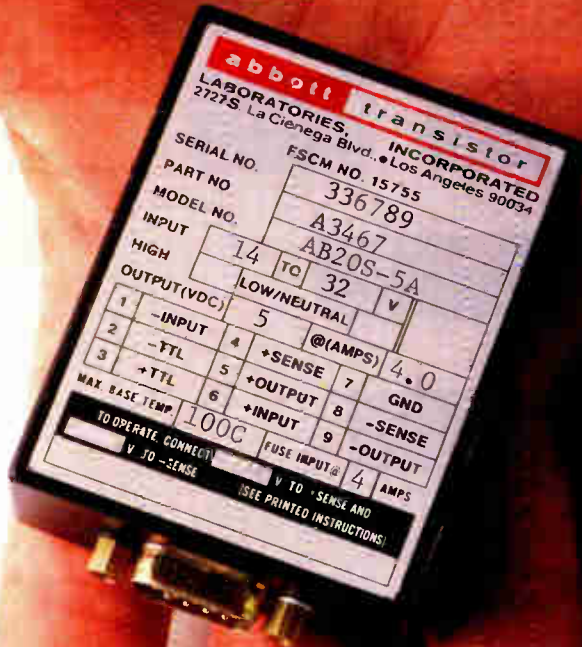 abbott transistor
LABORATORIES, INCORPORATED
2727 S. La Cienega Blvd., • Los Angeles 90034
FSCM NO. 15755
SERIAL NO. 336789
PART NO A3467
MODEL NO. AB20S-5A
INPUT 14 TO 32 V
HIGH LOW/NEUTRAL
OUTPUT(VDC) 5 @(AMPS) 4.0
1 -INPUT 4 +SENSE 7 GND
2 -TTL 5 +OUTPUT 8 -SENSE
3 +TTL 6 +INPUT 9 -OUTPUT
MAX. BASE TEMP. 100C FUSE INPUT@ 4 AMPS
TO OPERATE, CONNECT: V TO +SENSE AND
V TO -SENSE (SEE PRINTED INSTRUCTIONS)